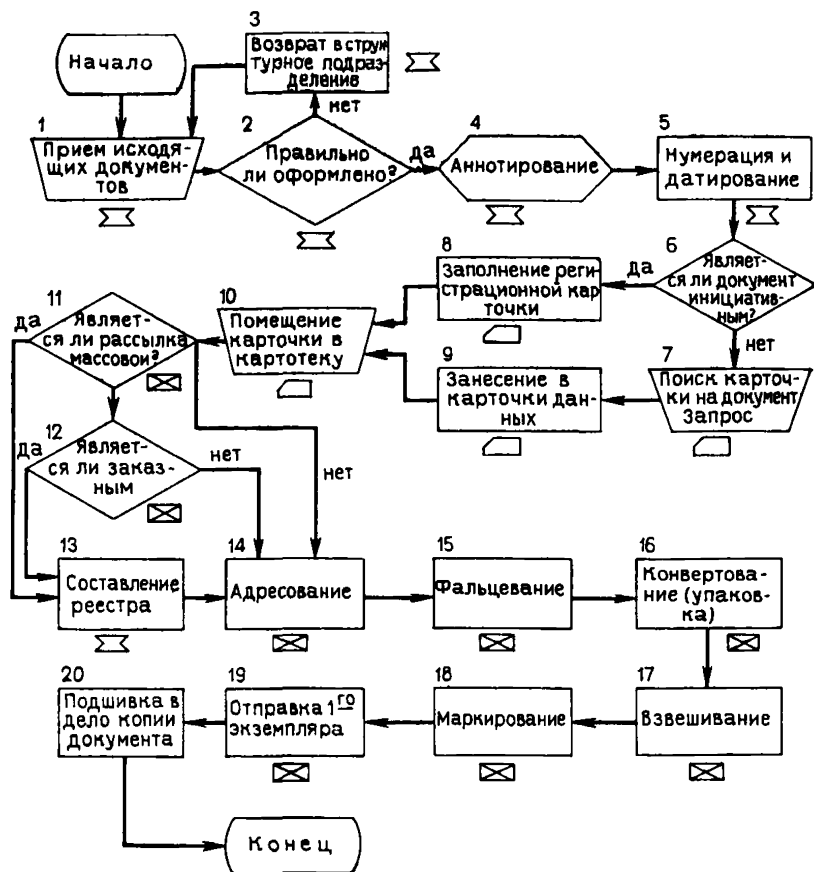 Начало
1
Прием исходя-
щих докумен-
тов
2
Правильно
ли оформлено?
нет
да
3
Возврат в струк-
турное подраз-
деление
4
Аннотирование
5
Нумерация и
датирование
6
Являет-
ся ли документ
инициатив-
ным?
да
нет
7
Поиск карточ-
ки на документ
Запрос
8
Заполнение реги-
страционной кар-
точки
9
Занесение в
карточки дан-
ных
10
Помещение
карточки в
картотеку
11
Являет-
ся ли рассылка
массовой?
да
нет
12
Являет-
ся ли заказ-
ным
да
нет
13
Составление
реестра
14
Адресование
15
Фальцевание
16
Конвертова-
ние (упаков-
ка)
17
Взвешивание
18
Маркирование
19
Отправка 1го
экземпляра
20
Подшивка в
дело копии
документа
Конец